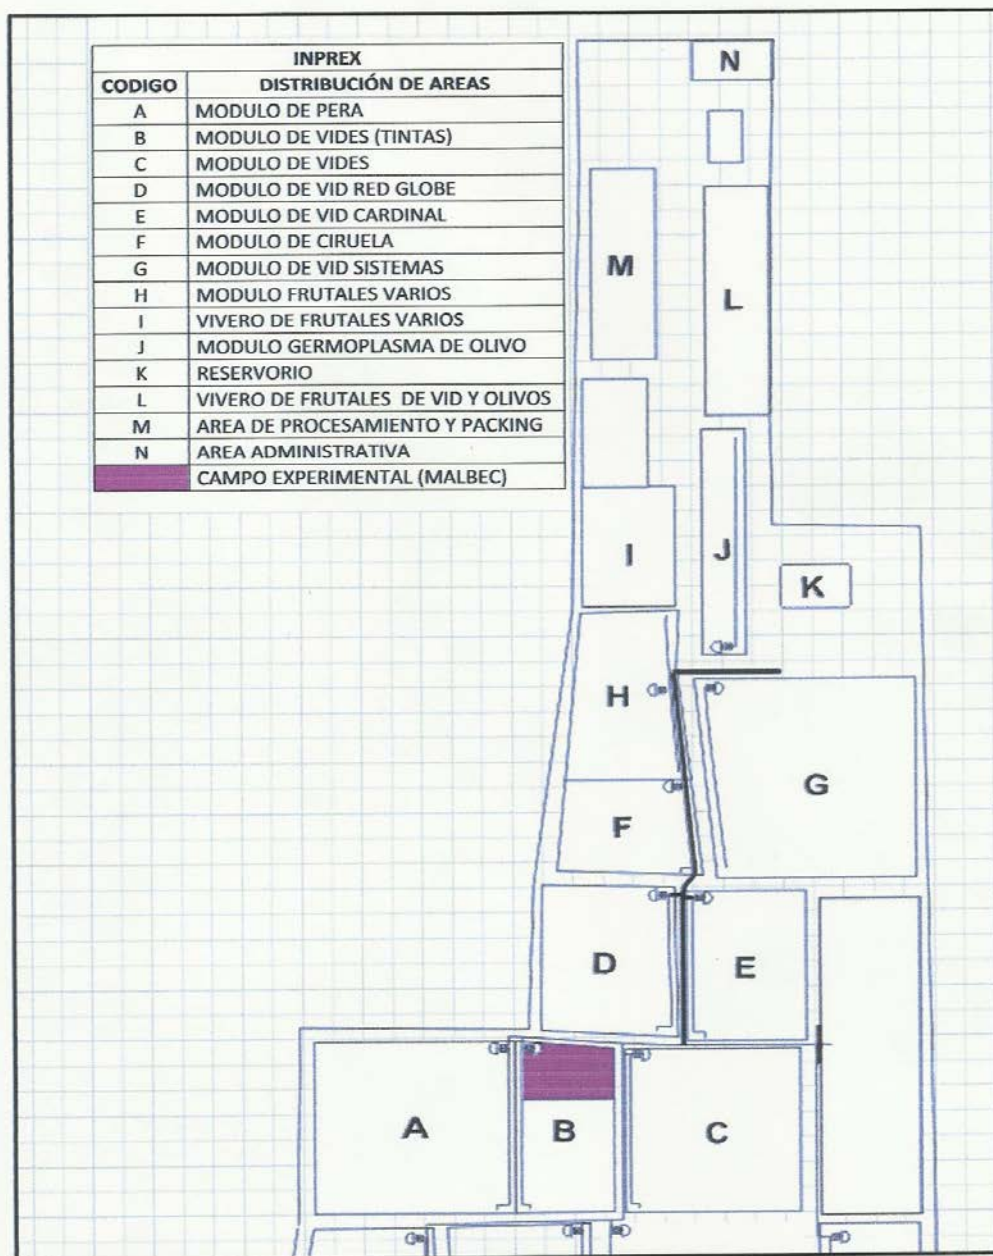 INPREX
CODIGO DISTRIBUCIÓN DE AREAS
A MODULO DE PERA
B MODULO DE VIDES (TINTAS)
C MODULO DE VIDES
D MODULO DE VID RED GLOBE
E MODULO DE VID CARDINAL
F MODULO DE CIRUELA
G MODULO DE VID SISTEMAS
H MODULO FRUTALES VARIOS
I VIVERO DE FRUTALES VARIOS
J MODULO GERMOPLASMA DE OLIVO
K RESERVORIO
L VIVERO DE FRUTALES DE VID Y OLIVOS
M AREA DE PROCESAMIENTO Y PACKING
N AREA ADMINISTRATIVA
CAMPO EXPERIMENTAL (MALBEC)
N
M
L
I
J
K
H
G
F
D
E
A
B
C